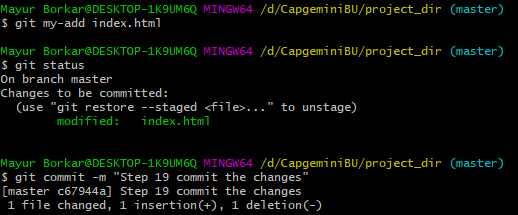 Mayur Borkar@DESKTOP-1K9UM6Q MINGW64 /d/CapgeminiBU/project_dir (master)
$ git my-add index.html
Mayur Borkar@DESKTOP-1K9UM6Q MINGW64 /d/CapgeminiBU/project_dir (master)
$ git status
On branch master
Changes to be committed:
  (use "git restore --staged <file>..." to unstage)
        modified:   index.html
Mayur Borkar@DESKTOP-1K9UM6Q MINGW64 /d/CapgeminiBU/project_dir (master)
$ git commit -m "Step 19 commit the changes"
[master c67944a] Step 19 commit the changes
 1 file changed, 1 insertion(+), 1 deletion(-)